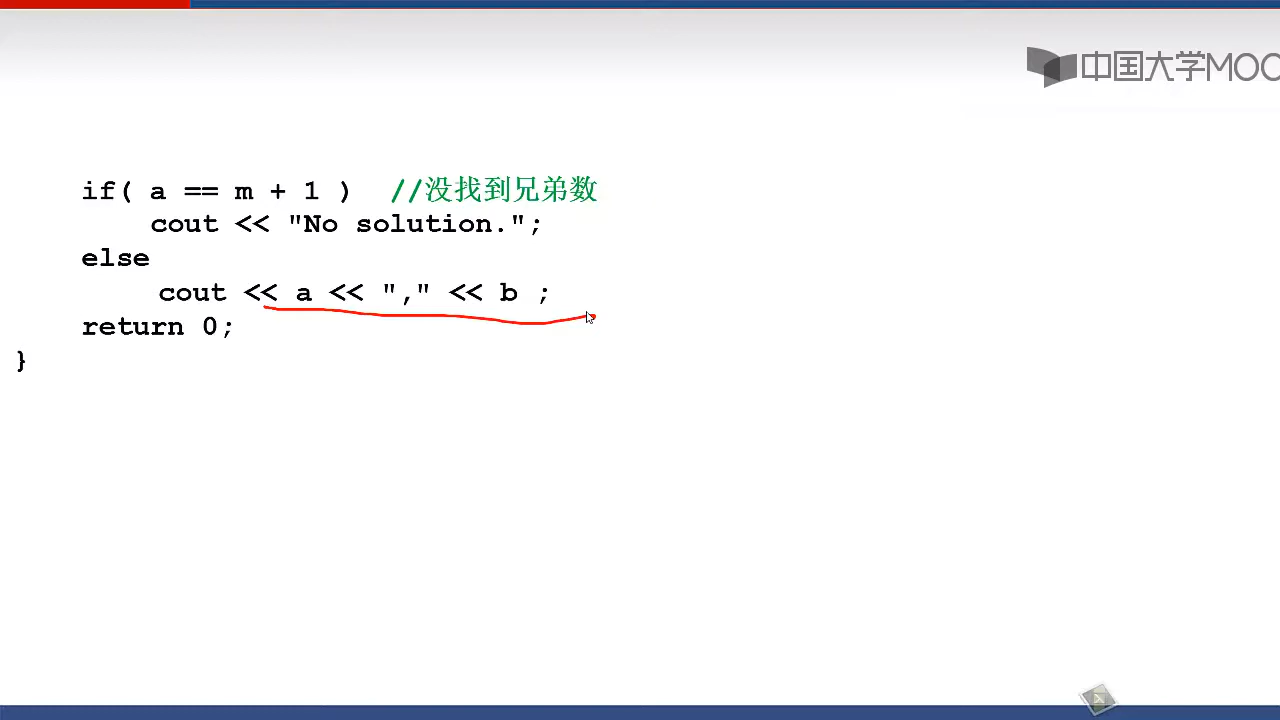 中国大学MOO
if( a == m + 1 ) //没找到兄弟数
cout << "No solution.";
else
cout << a << "," << b ;
return 0;
}